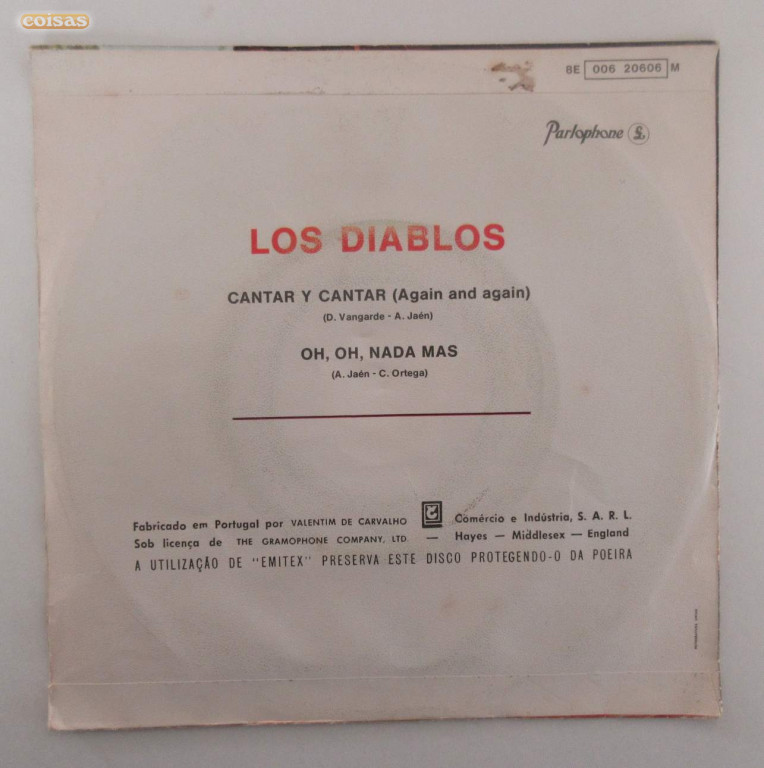 coisas
8E 006 20606 M
Parlophone
LOS DIABLOS
CANTAR Y CANTAR (Again and again)
(D. Vangarde - A. Jaén)
OH, OH, NADA MAS
(A. Jaén - C. Ortega)
Fabricado em Portugal por VALENTIM DE CARVALHO Comércio e Indústria, S. A. R. L.
Sob licença de THE GRAMOPHONE COMPANY, LTD. — Hayes — Middlesex — England
A UTILIZAÇÃO DE "EMITEX" PRESERVA ESTE DISCO PROTEGENDO-O DA POEIRA